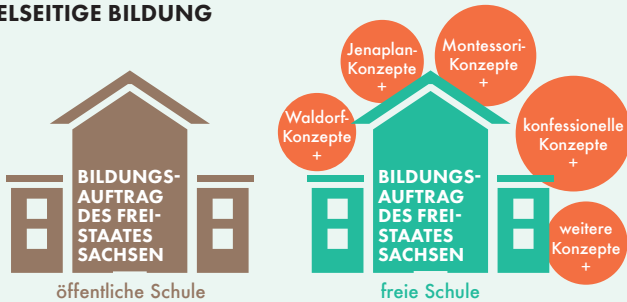 ELSEITIGE BILDUNG
Jenaplan-
Konzepte
+
Montessori-
Konzepte
+
Waldorf-
Konzepte
+
konfessionelle
Konzepte
+
weitere
Konzepte
+
BILDUNGS-
AUFTRAG
DES FREI-
STAATES
SACHSEN
öffentliche Schule
BILDUNGS-
AUFTRAG
DES FREI-
STAATES
SACHSEN
freie Schule